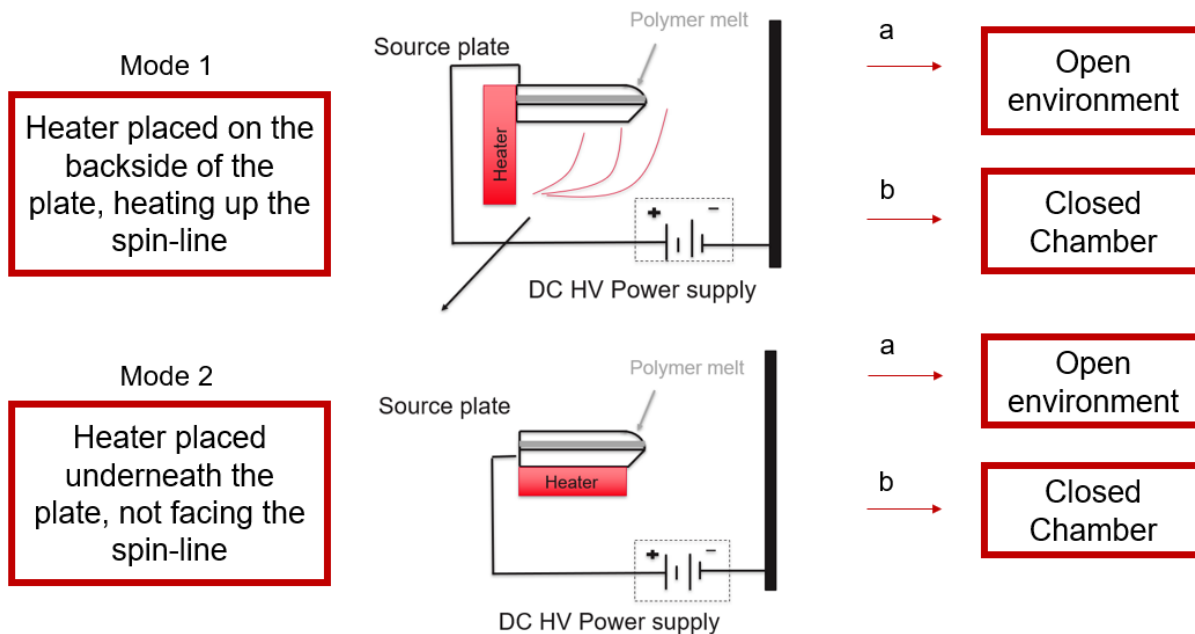 Mode 1
Heater placed on the
backside of the
plate, heating up the
spin-line
Source plate
Polymer melt
Heater
+
−
DC HV Power supply
a
Open
environment
b
Closed
Chamber
Mode 2
Heater placed
underneath the
plate, not facing the
spin-line
Source plate
Polymer melt
Heater
+
−
DC HV Power supply
a
Open
environment
b
Closed
Chamber